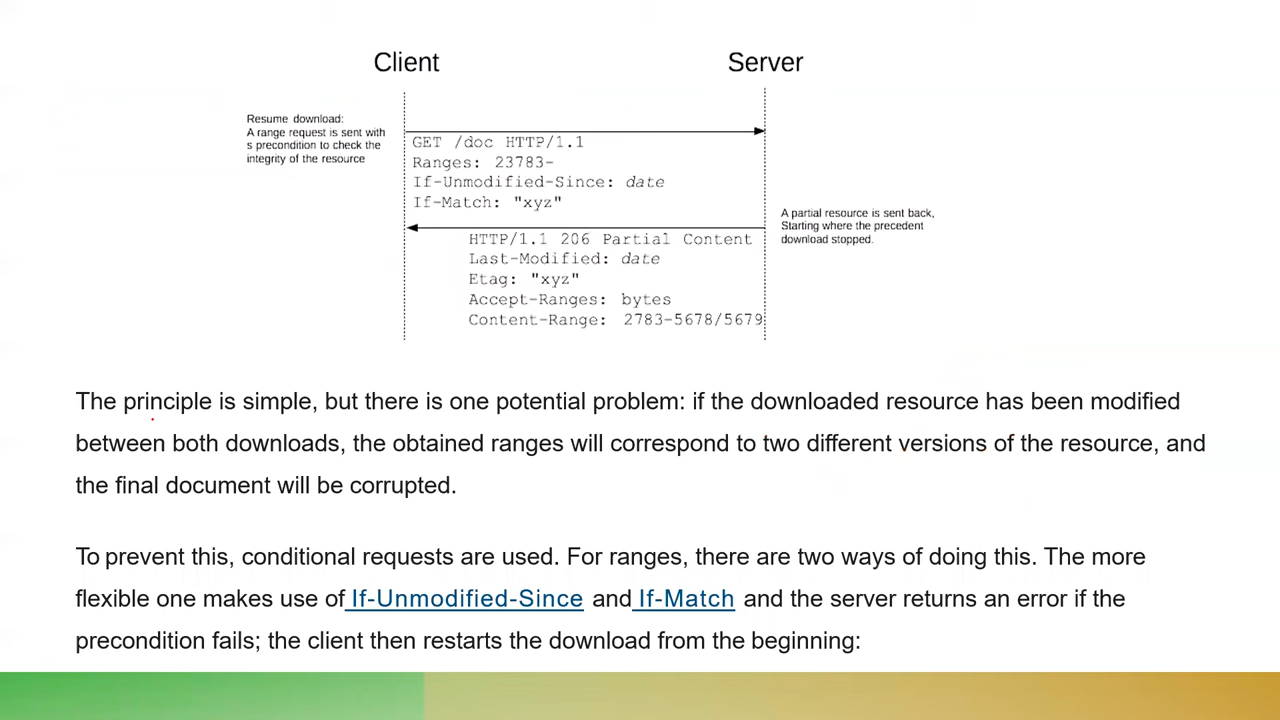 Client
Server
Resume download:
A range request is sent with
s precondition to check the
integrity of the resource
GET /doc HTTP/1.1
Ranges: 23783-
If-Unmodified-Since: date
If-Match: "xyz"
A partial resource is sent back,
Starting where the precedent
download stopped.
HTTP/1.1 206 Partial Content
Last-Modified: date
Etag: "xyz"
Accept-Ranges: bytes
Content-Range: 2783-5678/5679
The principle is simple, but there is one potential problem: if the downloaded resource has been modified
between both downloads, the obtained ranges will correspond to two different versions of the resource, and
the final document will be corrupted.
To prevent this, conditional requests are used. For ranges, there are two ways of doing this. The more
flexible one makes use of If-Unmodified-Since and If-Match and the server returns an error if the
precondition fails; the client then restarts the download from the beginning: